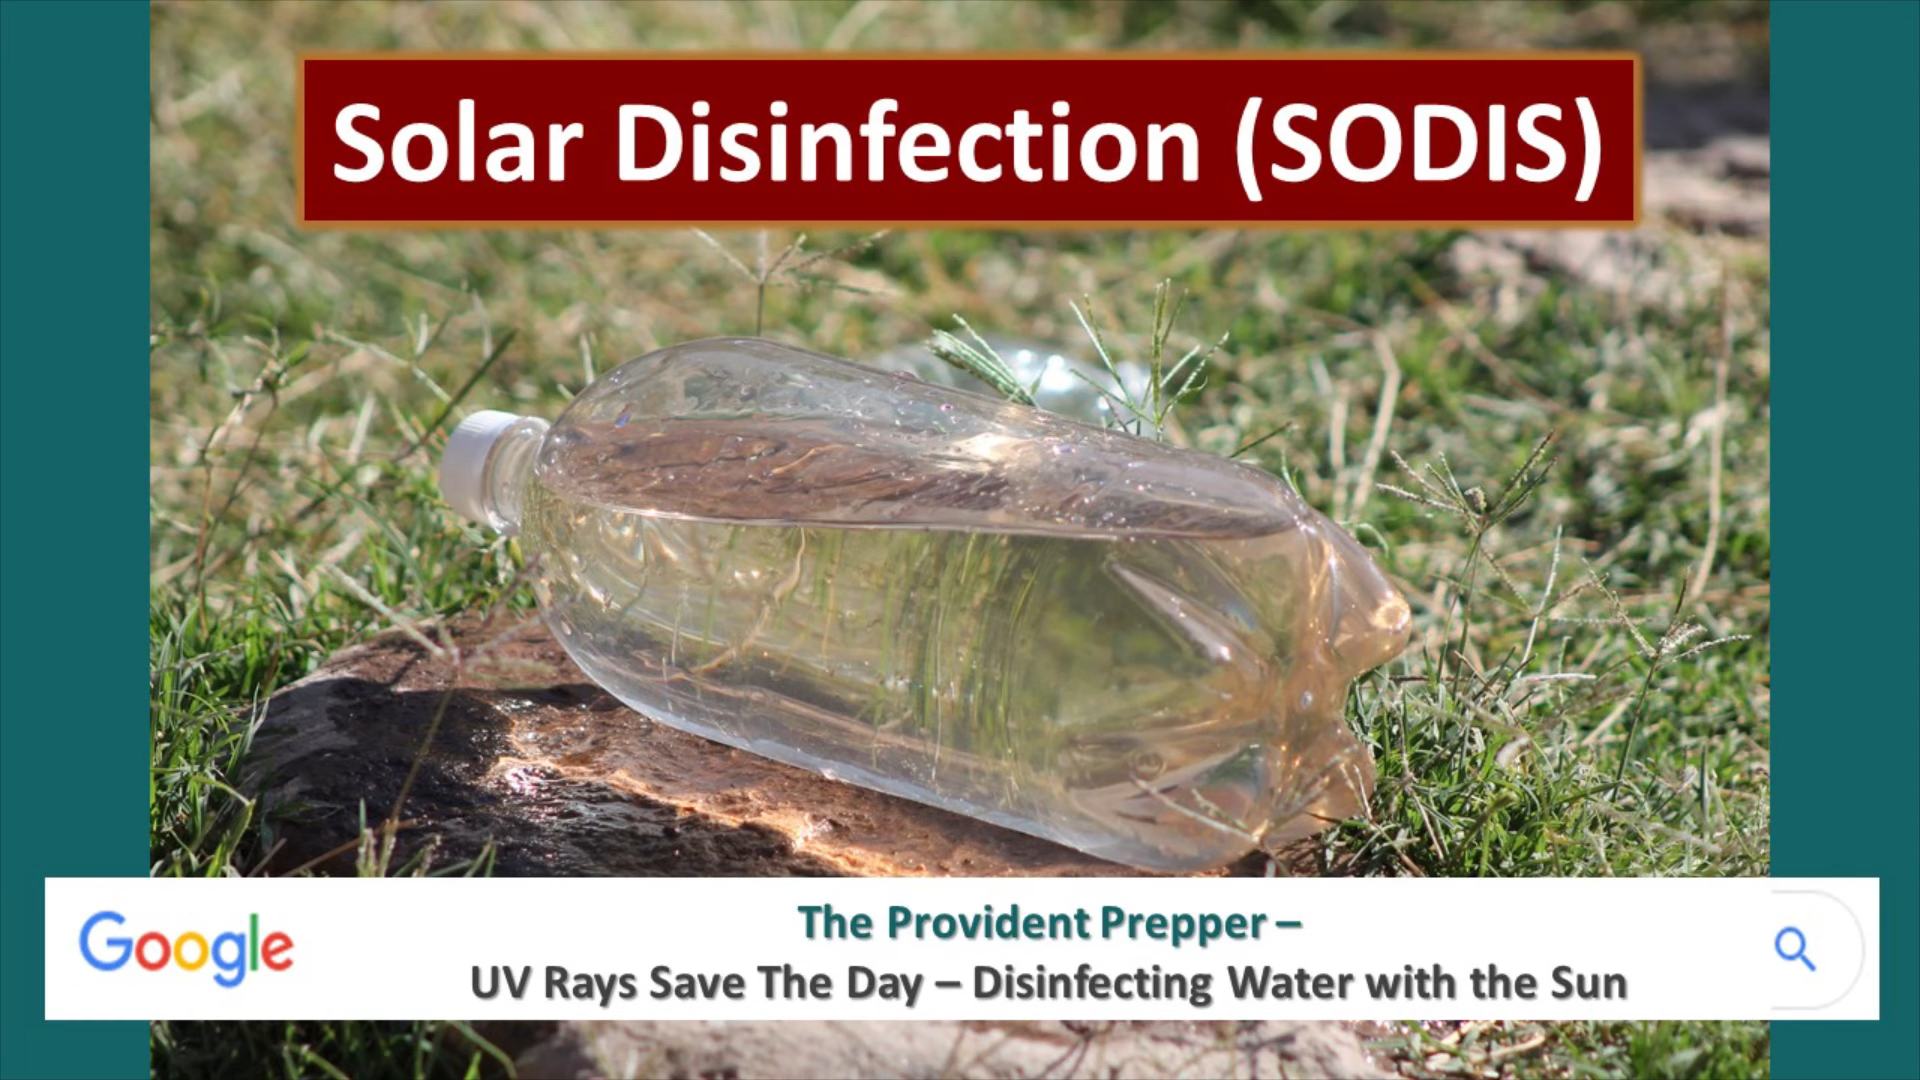 Solar Disinfection (SODIS)
Google
The Provident Prepper –
UV Rays Save The Day – Disinfecting Water with the Sun